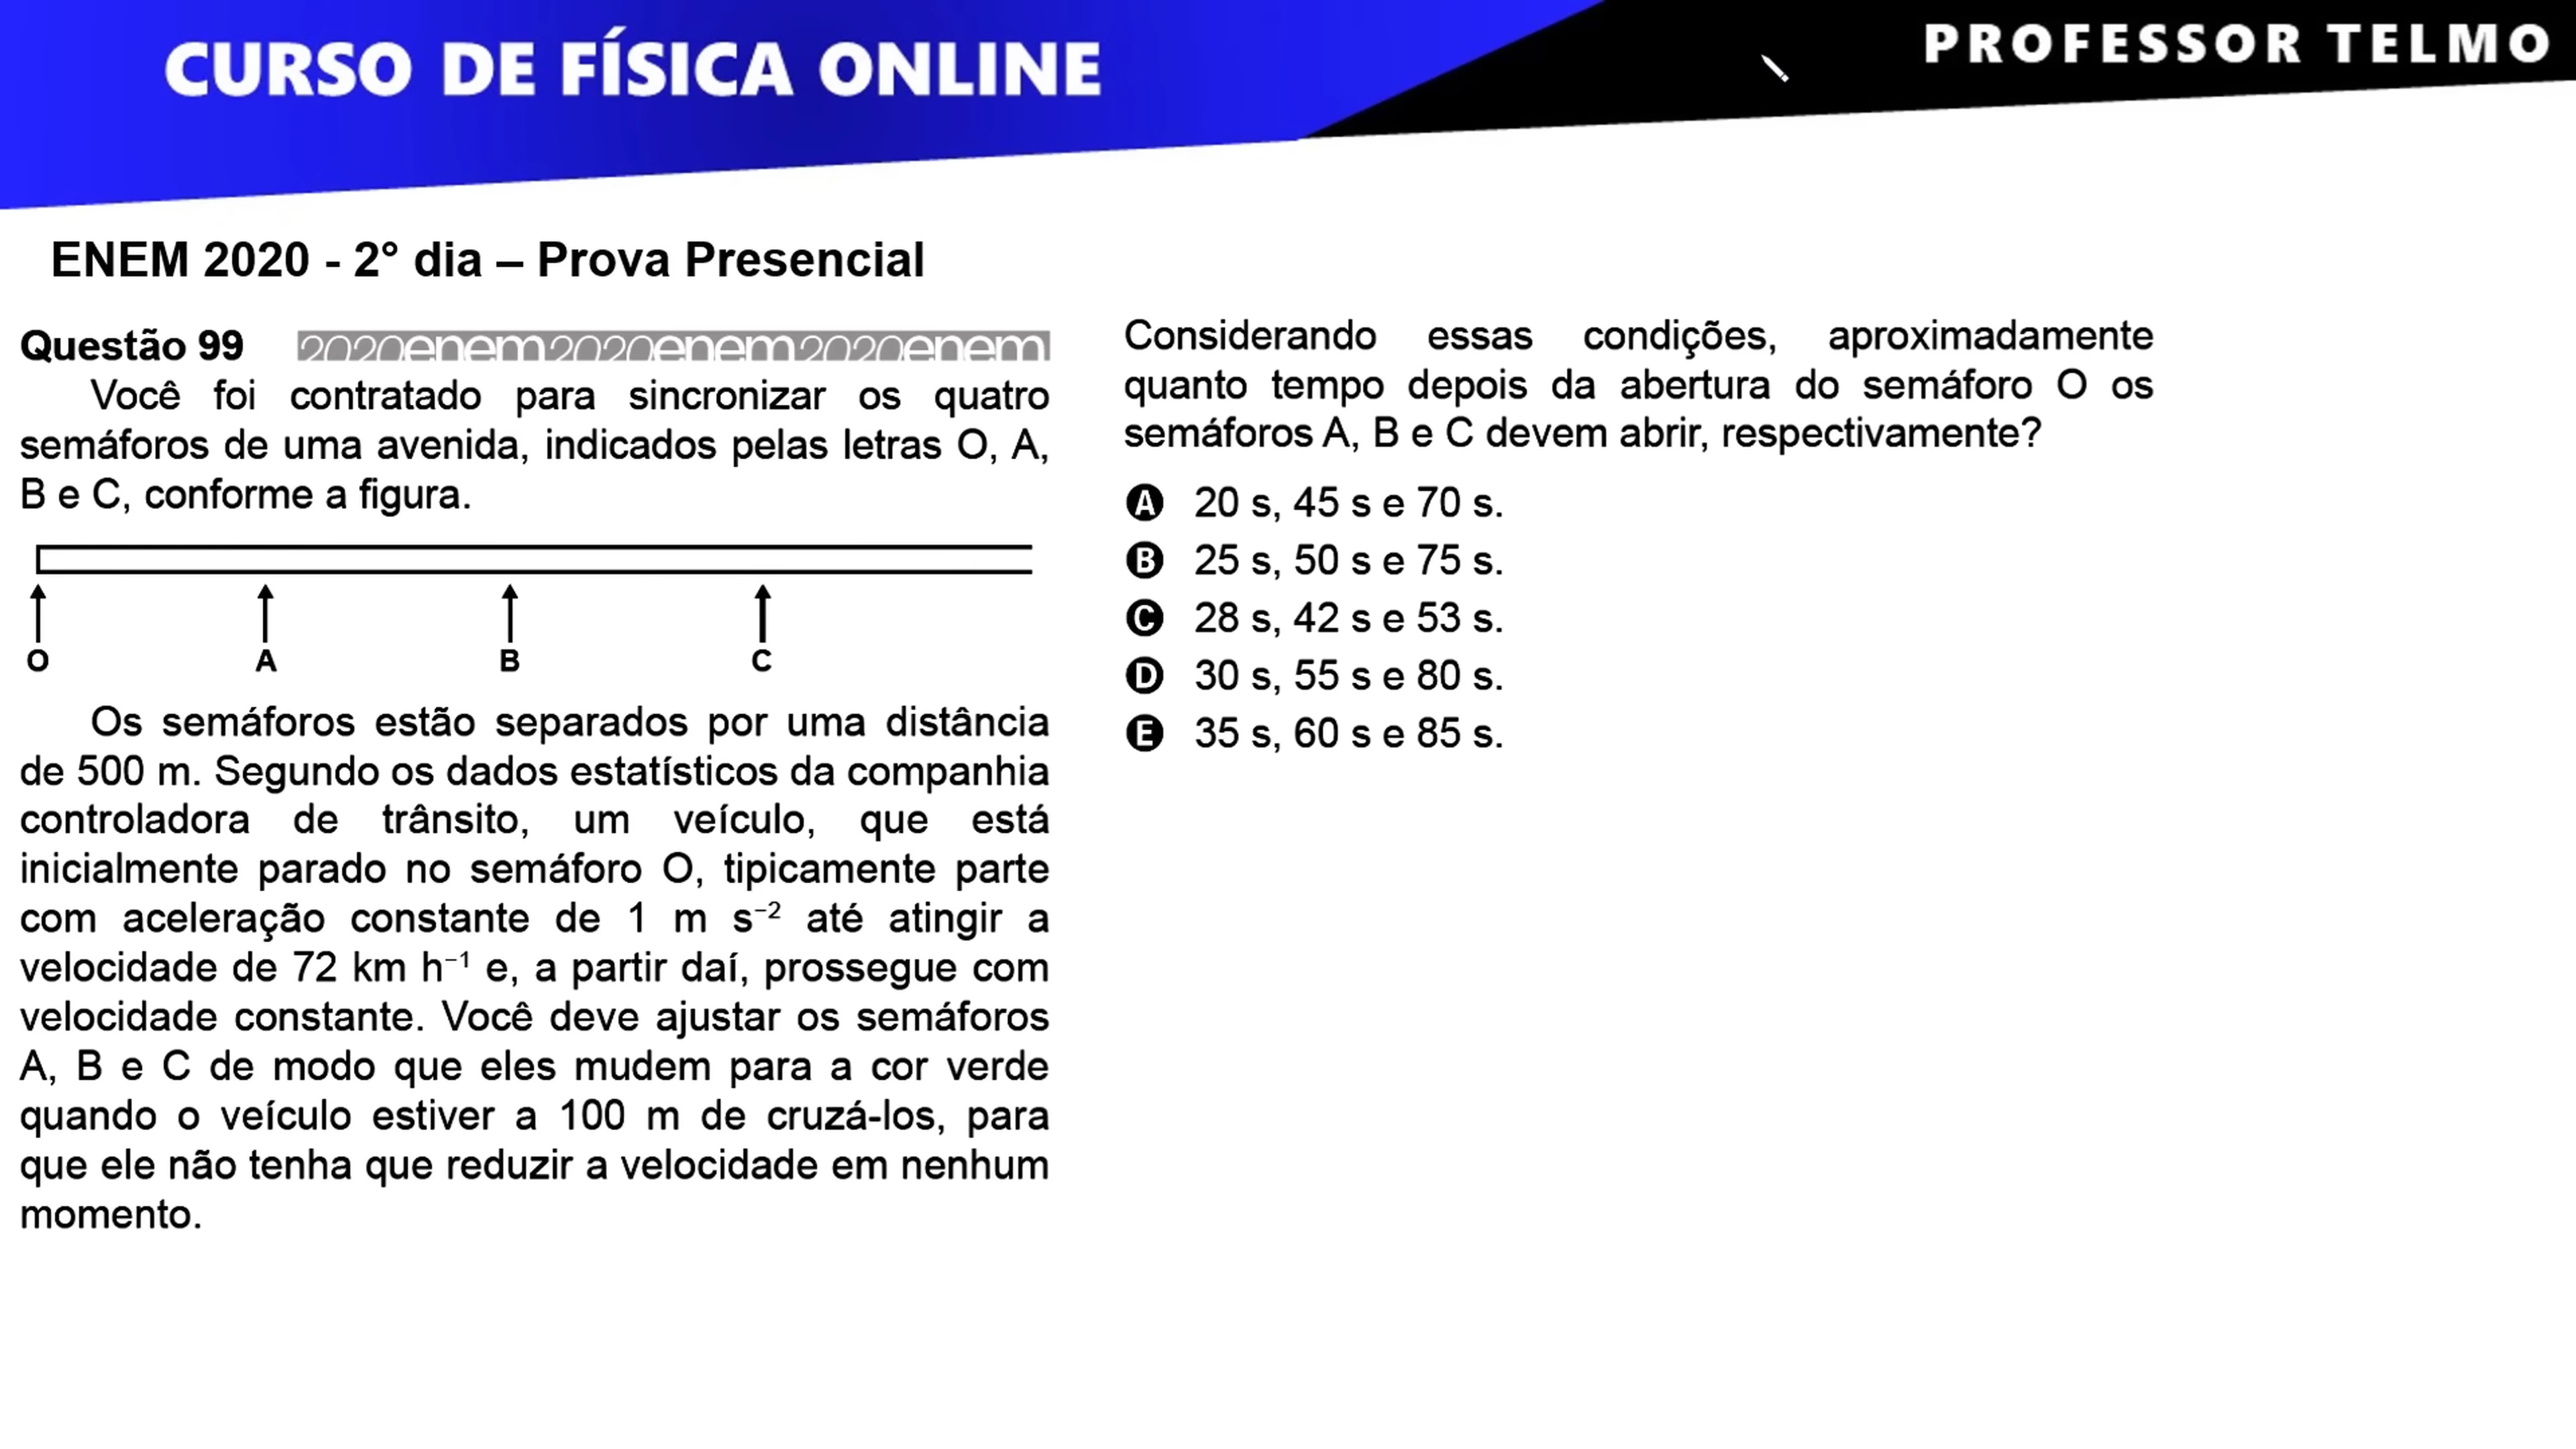 CURSO DE FÍSICA ONLINE
PROFESSOR TELMO
ENEM 2020 - 2° dia – Prova Presencial
Questão 99 2020enem2020enem2020enem
Você foi contratado para sincronizar os quatro
semáforos de uma avenida, indicados pelas letras O, A,
B e C, conforme a figura.
O A B C
Os semáforos estão separados por uma distância
de 500 m. Segundo os dados estatísticos da companhia
controladora de trânsito, um veículo, que está
inicialmente parado no semáforo O, tipicamente parte
com aceleração constante de 1 m s⁻² até atingir a
velocidade de 72 km h⁻¹ e, a partir daí, prossegue com
velocidade constante. Você deve ajustar os semáforos
A, B e C de modo que eles mudem para a cor verde
quando o veículo estiver a 100 m de cruzá-los, para
que ele não tenha que reduzir a velocidade em nenhum
momento.
Considerando essas condições, aproximadamente
quanto tempo depois da abertura do semáforo O os
semáforos A, B e C devem abrir, respectivamente?
A 20 s, 45 s e 70 s.
B 25 s, 50 s e 75 s.
C 28 s, 42 s e 53 s.
D 30 s, 55 s e 80 s.
E 35 s, 60 s e 85 s.